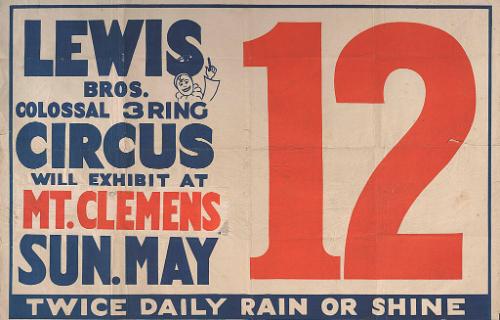 LEWIS
BROS.
COLOSSAL 3 RING
CIRCUS
WILL EXHIBIT AT
MT. CLEMENS
SUN. MAY
12
TWICE DAILY RAIN OR SHINE